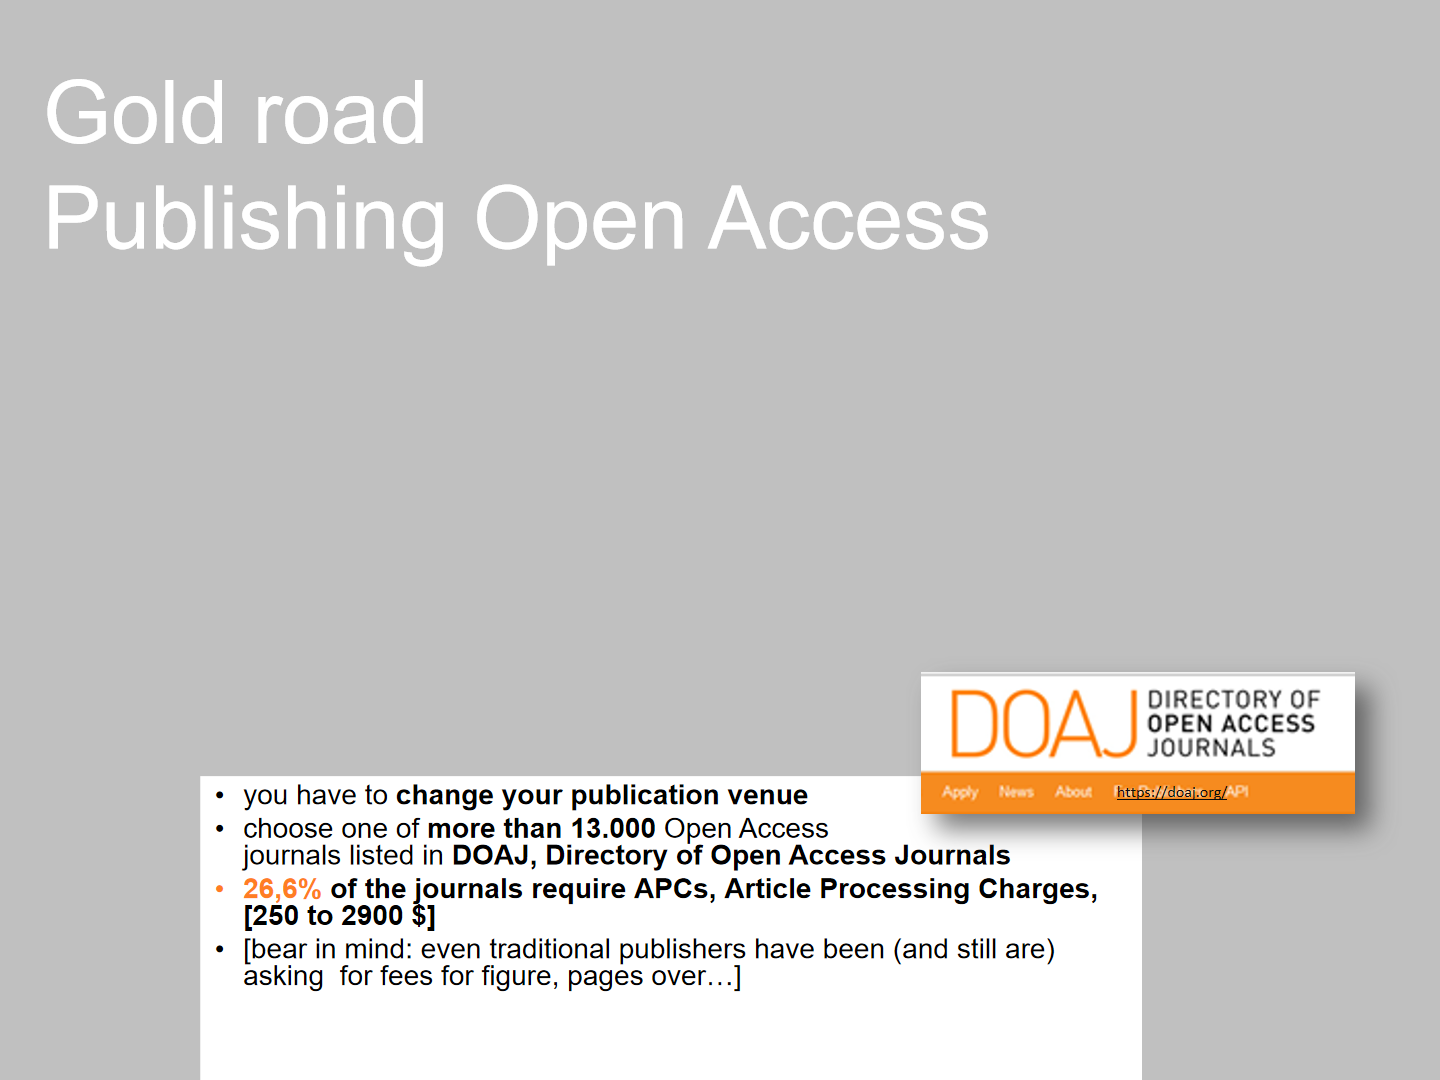 Gold road
Publishing Open Access
DOAJ
DIRECTORY OF
OPEN ACCESS
JOURNALS
Apply News About https://doaj.org/ API
• you have to change your publication venue
• choose one of more than 13.000 Open Access
journals listed in DOAJ, Directory of Open Access Journals
• 26,6% of the journals require APCs, Article Processing Charges,
[250 to 2900 $]
• [bear in mind: even traditional publishers have been (and still are)
asking  for fees for figure, pages over…]